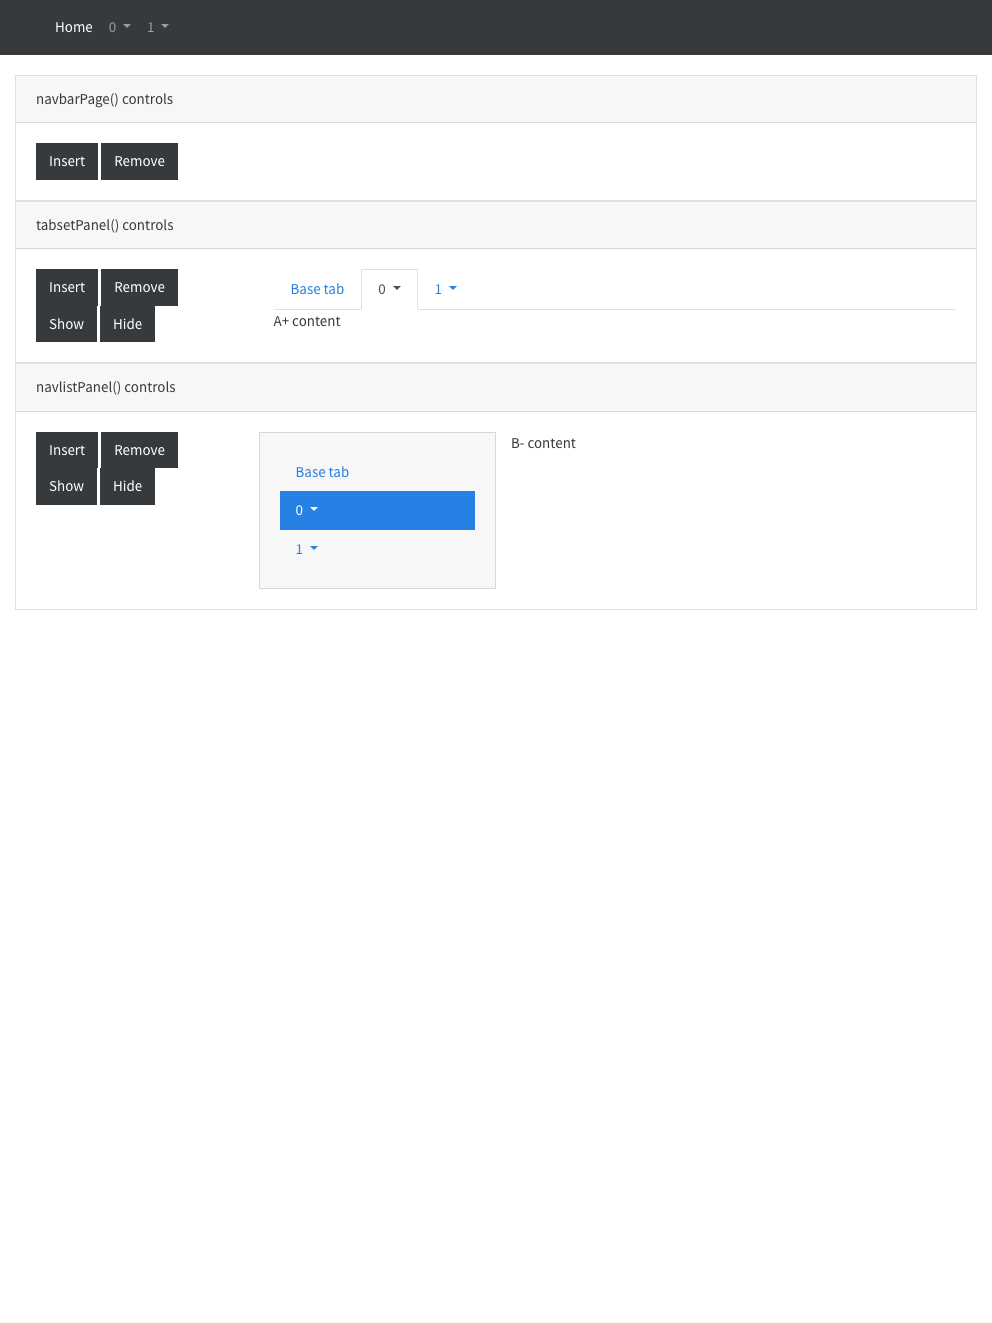 Home 0 1
navbarPage() controls
Insert Remove
tabsetPanel() controls
Insert Remove
Show Hide
Base tab 0 1
A+ content
navlistPanel() controls
Insert Remove
Show Hide
Base tab
0
1
B- content